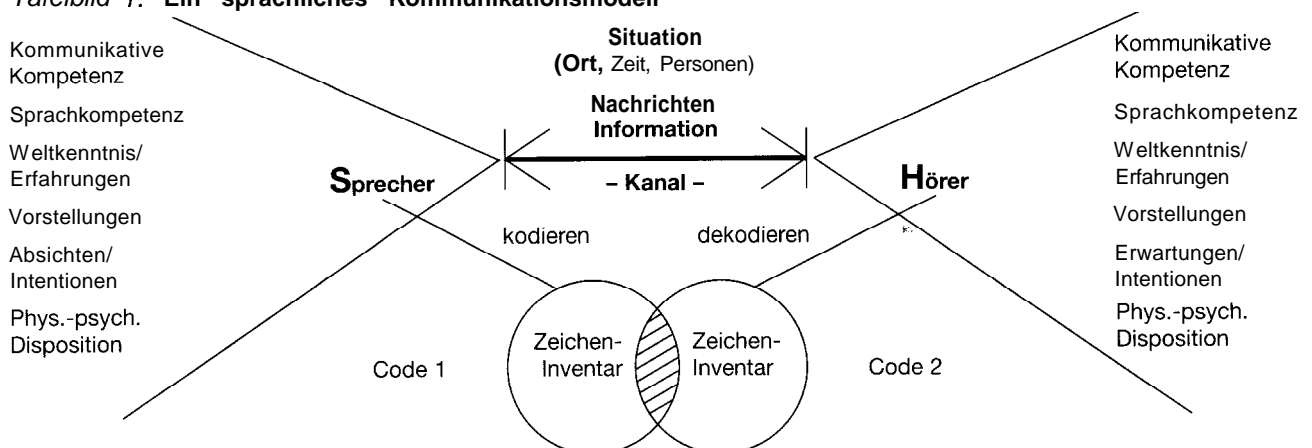 Tafelbild 1: Ein sprachliches Kommunikationsmodell
Kommunikative
Kompetenz
Sprachkompetenz
Weltkenntnis/
Erfahrungen
Vorstellungen
Absichten/
Intentionen
Phys.-psych.
Disposition
Situation
(Ort, Zeit, Personen)
Nachrichten
Information
– Kanal –
Sprecher
Hörer
kodieren
dekodieren
Zeichen-
Inventar
Zeichen-
Inventar
Code 1
Code 2
Kommunikative
Kompetenz
Sprachkompetenz
Weltkenntnis/
Erfahrungen
Vorstellungen
Erwartungen/
Intentionen
Phys.-psych.
Disposition